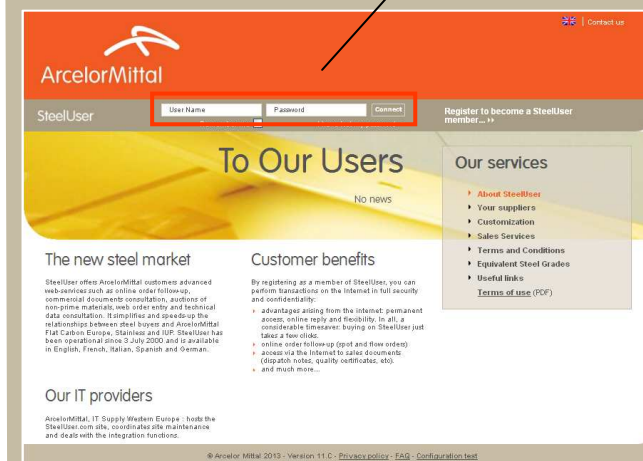 Contact us
ArcelorMittal
SteelUser
User Name
Password
Connect
Register to become a SteelUser
member...
To Our Users
No news
Our services
About SteelUser
Your suppliers
Customization
Sales Services
Terms and Conditions
Equivalent Steel Grades
Useful links
Terms of use (PDF)
The new steel market
SteelUser offers ArcelorMittal customers advanced
web-services such as online order follow-up,
commercial documents consultation, auctions of
non-prime materials, web order entry and technical
data consultation. It simplifies and speeds-up the
relationships between steel buyers and ArcelorMittal
Flat Carbon Europe, Stainless and IUP. SteelUser has
been operational since 3 July 2000 and is available
in English, French, Italian, Spanish and German.
Customer benefits
By registering as a member of SteelUser, you can
perform transactions on the Internet in full security
and confidentiality:
advantages arising from the internet: permanent
access, online reply and flexibility. In all, a
considerable timesaver: buying on SteelUser just
takes a few clicks.
online order follow-up (spot and flow orders)
access via the Internet to sales documents
(dispatch notes, quality certificates, etc).
and much more...
Our IT providers
ArcelorMittal, IT Supply Western Europe : hosts the
SteelUser.com site, coordinates site maintenance
and deals with the integration functions.
© Arcelor Mittal 2013 - Version 11.C - Privacy policy - FAQ - Configuration test